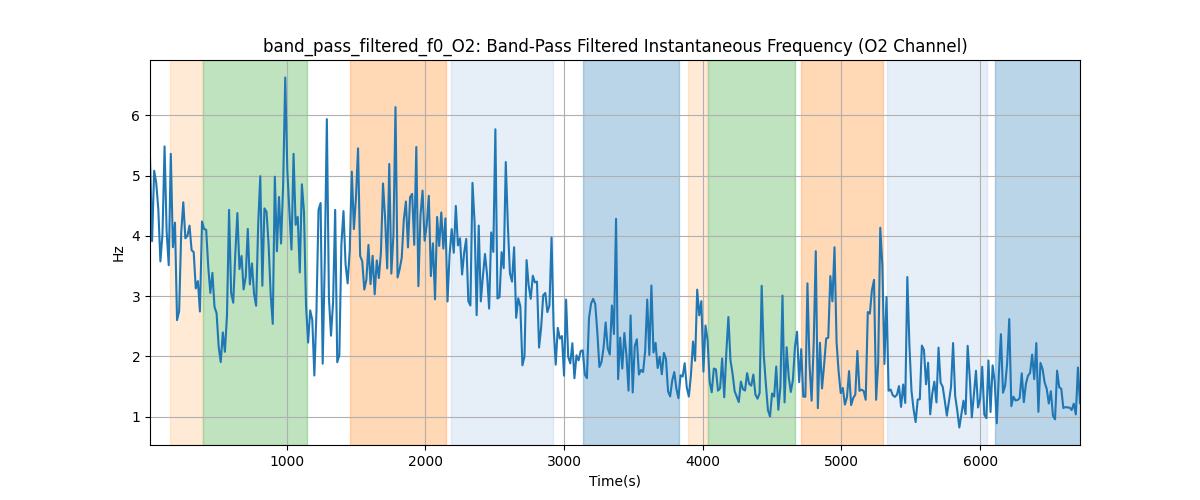 band_pass_filtered_f0_O2: Band-Pass Filtered Instantaneous Frequency (O2 Channel)
6
5
4
3
2
1
Hz
1000 2000 3000 4000 5000 6000
Time(s)